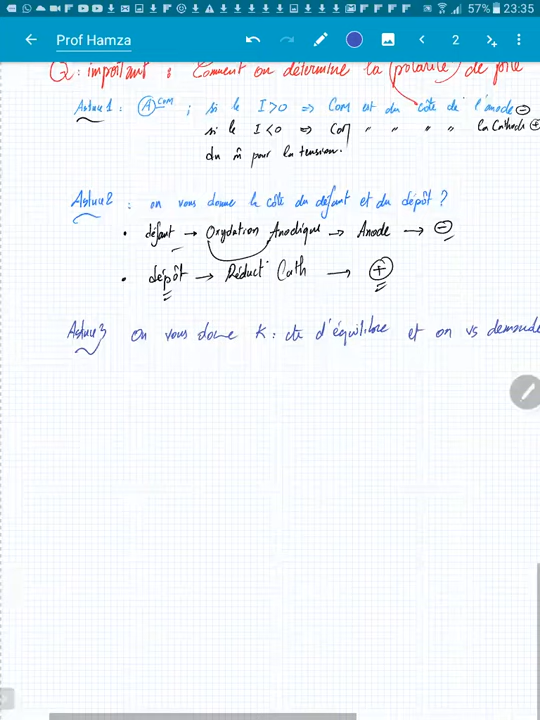 57% 23:35
Prof Hamza
2
Q : important : Comment on détermine la (polarité) de pile
Astuce 1 : A com ; si le I>0 ⇒ Com est du côté de l'anode ⊖
si le I<0 ⇒ Com " " " " la Cathode ⊕
du m̂ pour la tension.
Astuce 2 : on vous donne le côté du défaut et du dépôt ?
• défaut → Oxydation Anodique → Anode → ⊖
• dépôt → Réduct° Cath → ⊕
Astuce 3 On vous donne K : cte d'équilibre et on vs demande